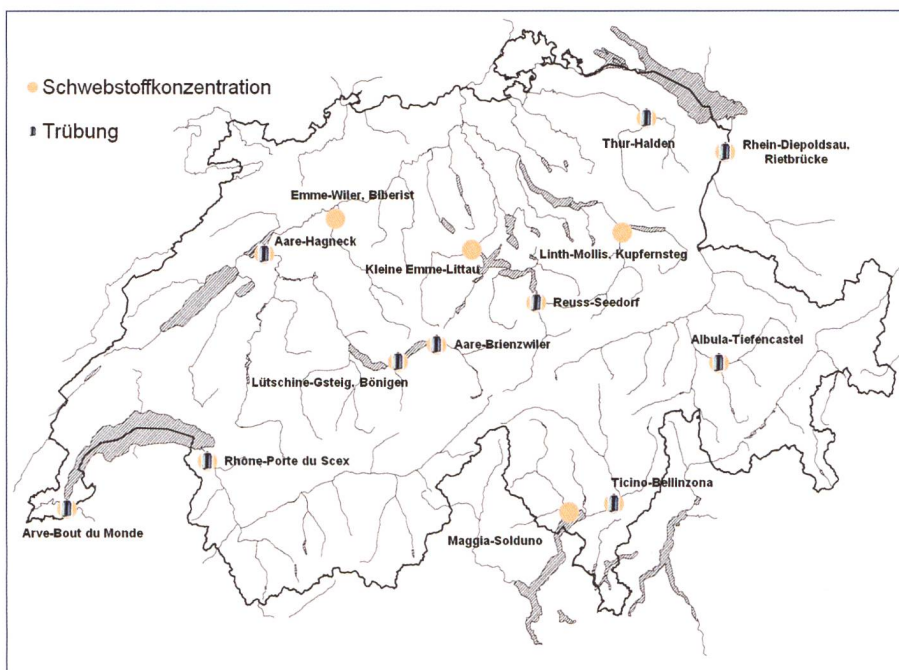 Schwebstoffkonzentration
Trübung
Thur-Halden
Rhein-Diepoldsau,
Rietbrücke
Emme-Wiler, Biberist
Aare-Hagneck
Kleine Emme-Littau
Linth-Mollis, Kupfernsteg
Reuss-Seedorf
Aare-Brienzwiler
Albula-Tiefencastel
Lütschine-Gsteig, Bönigen
Rhône-Porte du Scex
Ticino-Bellinzona
Arve-Bout du Monde
Maggia-Solduno